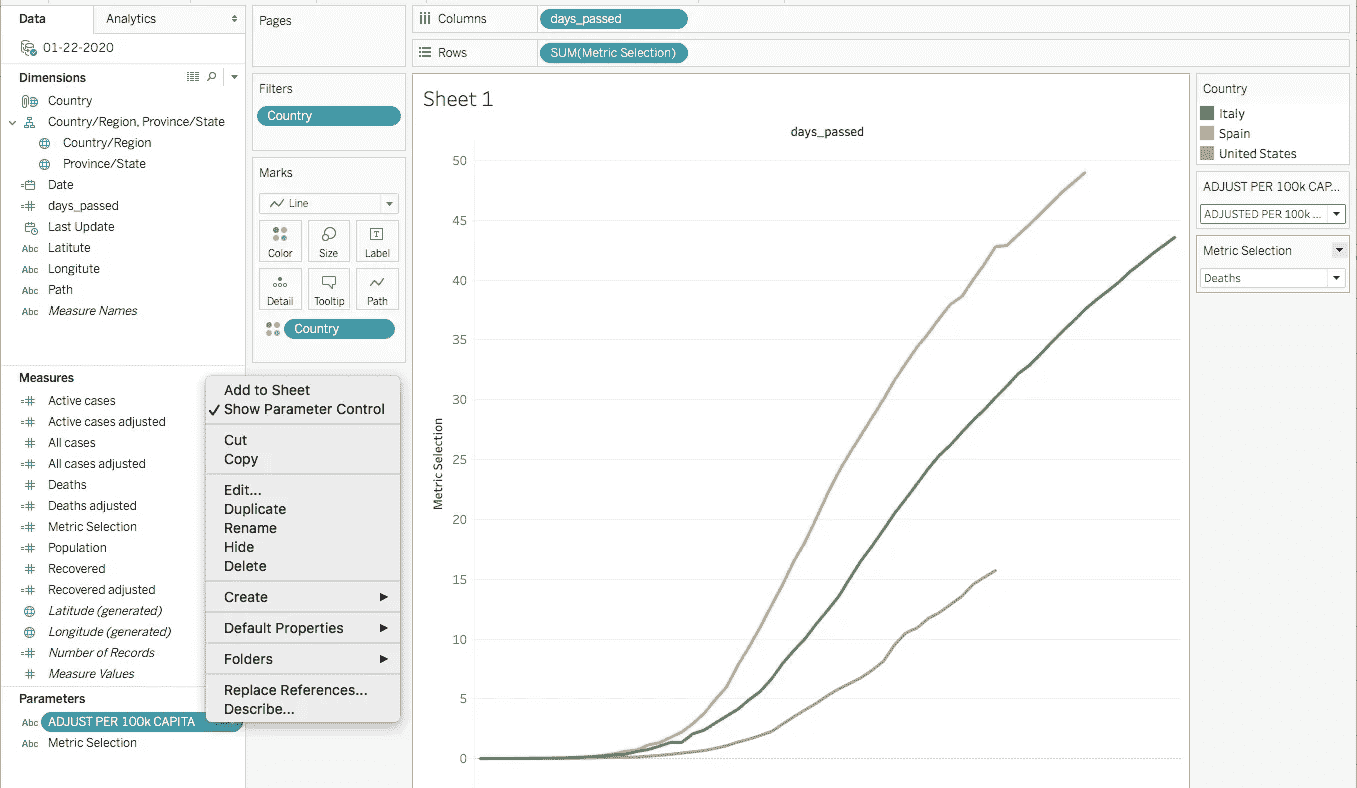 Data
Analytics
01-22-2020
Dimensions
Country
Country/Region, Province/State
Country/Region
Province/State
Date
days_passed
Last Update
Abc Latitute
Abc Longitute
Abc Path
Abc Measure Names
Measures
Active cases
Active cases adjusted
All cases
All cases adjusted
Deaths
Deaths adjusted
Metric Selection
Population
Recovered
Recovered adjusted
Latitude (generated)
Longitude (generated)
Number of Records
Measure Values
Parameters
Abc ADJUST PER 100k CAPITA
Abc Metric Selection
Add to Sheet
Show Parameter Control
Cut
Copy
Edit...
Duplicate
Rename
Hide
Delete
Create
Default Properties
Folders
Replace References...
Describe...
Pages
Filters
Country
Marks
Line
Color
Size
T
Label
Detail
Tooltip
Path
Country
Columns
days_passed
Rows
SUM(Metric Selection)
Sheet 1
days_passed
Metric Selection
50
45
40
35
30
25
20
15
10
5
0
Country
Italy
Spain
United States
ADJUST PER 100k CAP...
ADJUSTED PER 100k ...
Metric Selection
Deaths